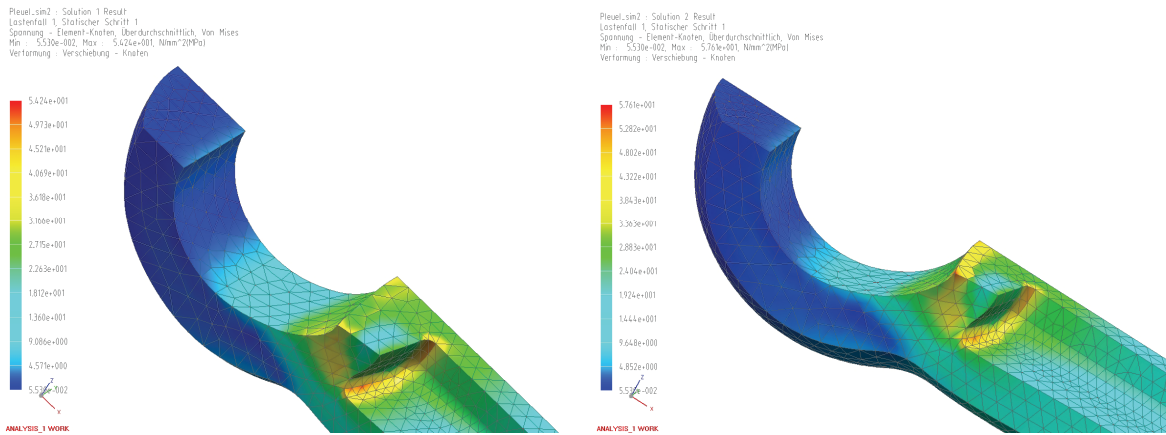 Pleuel_sim2 : Solution 1 Result
Lastenfall 1, Statischer Schritt 1
Spannung - Element-Knoten, Überdurchschnittlich, Von Mises
Min : 5.530e-002, Max : 5.424e+001, N/mm^2(MPa)
Verformung : Verschiebung - Knoten
5.424e+001
4.973e+001
4.521e+001
4.069e+001
3.618e+001
3.166e+001
2.715e+001
2.263e+001
1.812e+001
1.360e+001
9.086e+000
4.571e+000
5.530e-002
Z
X
ANALYSIS_1 WORK
Pleuel_sim2 : Solution 2 Result
Lastenfall 1, Statischer Schritt 1
Spannung - Element-Knoten, Überdurchschnittlich, Von Mises
Min : 5.530e-002, Max : 5.761e+001, N/mm^2(MPa)
Verformung : Verschiebung - Knoten
5.761e+001
5.282e+001
4.802e+001
4.322e+001
3.843e+001
3.363e+001
2.883e+001
2.404e+001
1.924e+001
1.444e+001
9.648e+000
4.852e+000
5.530e-002
Z
X
ANALYSIS_1 WORK